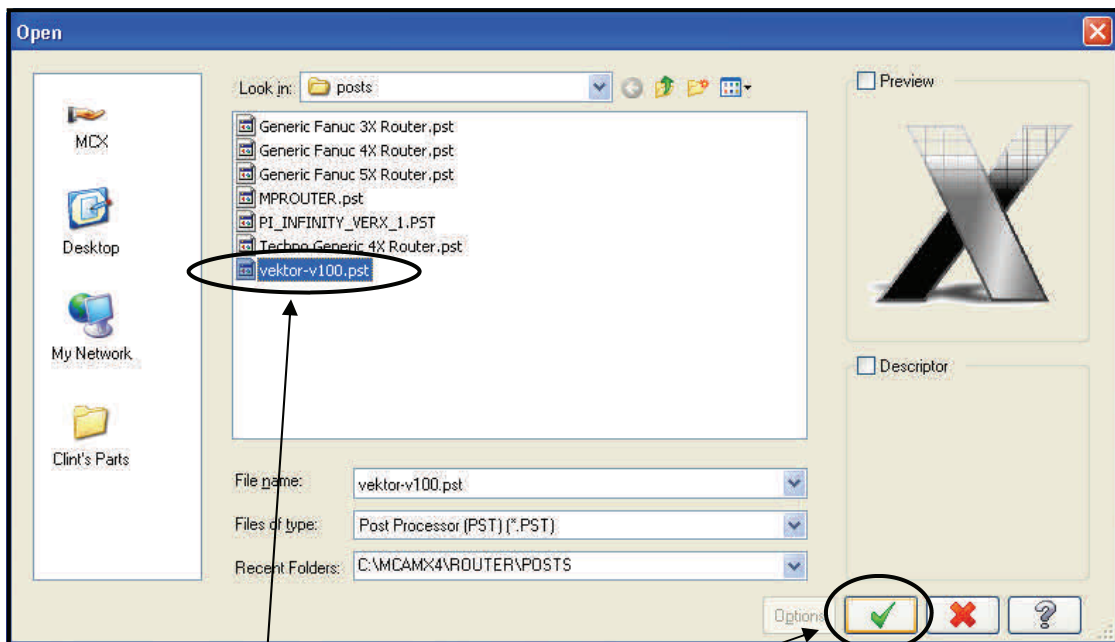 Open
MCX
Desktop
My Network
Clint's Parts
Look in: posts
Generic Fanuc 3X Router.pst
Generic Fanuc 4X Router.pst
Generic Fanuc 5X Router.pst
MPROUTER.pst
PI_INFINITY_VERX_1.PST
Techno Generic 4X Router.pst
vektor-v100.pst
File name: vektor-v100.pst
Files of type: Post Processor (PST) (*.PST)
Recent Folders: C:\MCAMX4\ROUTER\POSTS
Preview
Descriptor
Options